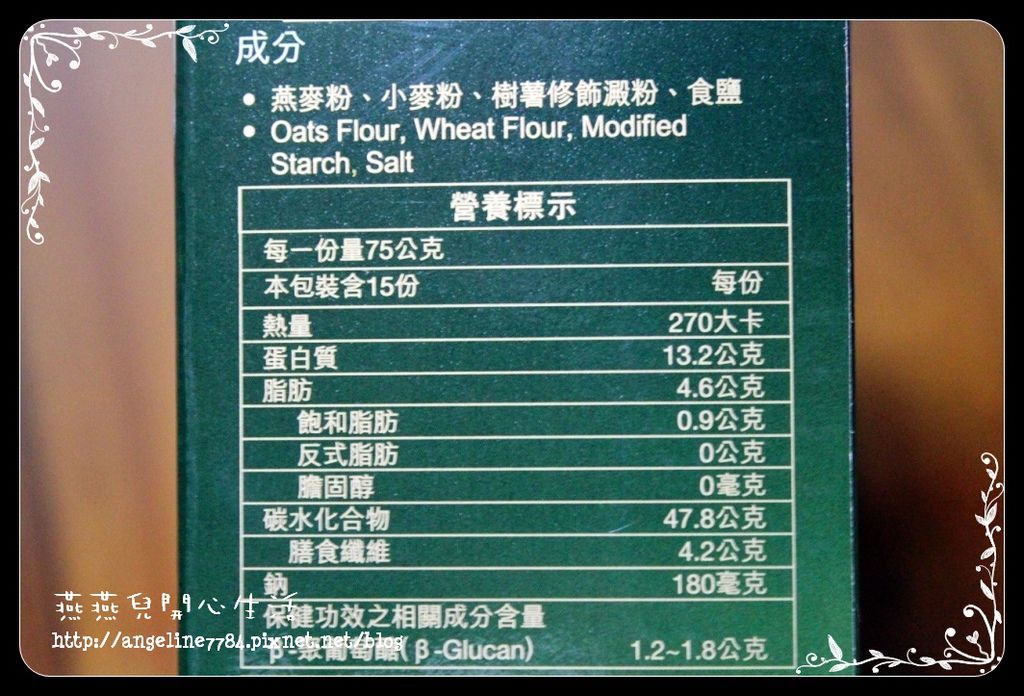 成分
• 燕麥粉、小麥粉、樹薯修飾澱粉、食鹽
• Oats Flour, Wheat Flour, Modified
Starch, Salt
營養標示
每一份量75公克
本包裝含15份 每份
熱量 270大卡
蛋白質 13.2公克
脂肪 4.6公克
飽和脂肪 0.9公克
反式脂肪 0公克
膽固醇 0毫克
碳水化合物 47.8公克
膳食纖維 4.2公克
鈉 180毫克
保健功效之相關成分含量
β-聚葡萄醣(β-Glucan) 1.2~1.8公克
燕燕兒開心生活
http://angeline7784.pixnet.net/blog